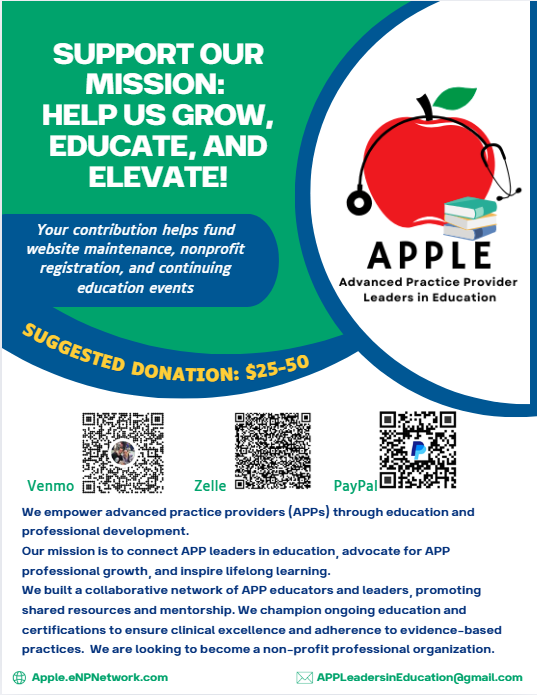 SUPPORT OUR
MISSION:
HELP US GROW,
EDUCATE, AND
ELEVATE!
Your contribution helps fund
website maintenance, nonprofit
registration, and continuing
education events
APPLE
Advanced Practice Provider
Leaders in Education
SUGGESTED DONATION: $25-50
Venmo
Zelle
PayPal
We empower advanced practice providers (APPs) through education and
professional development.
Our mission is to connect APP leaders in education, advocate for APP
professional growth, and inspire lifelong learning.
We built a collaborative network of APP educators and leaders, promoting
shared resources and mentorship. We champion ongoing education and
certifications to ensure clinical excellence and adherence to evidence-based
practices. We are looking to become a non-profit professional organization.
Apple.eNPNetwork.com
APPLeadersinEducation@gmail.com